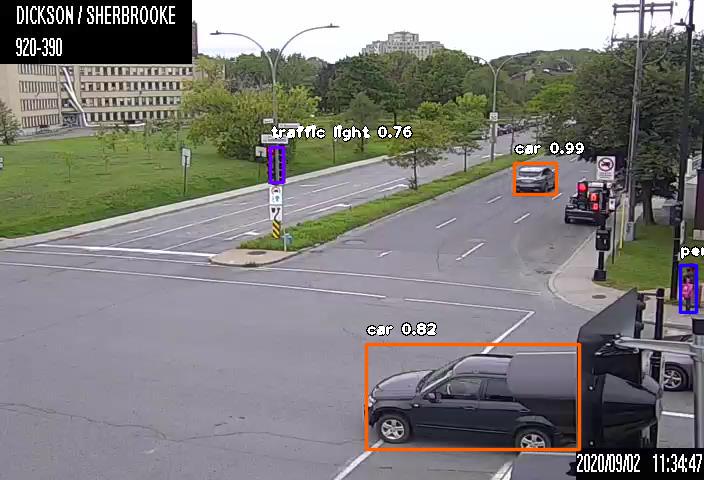 DICKSON / SHERBROOKE
920-390
traffic light 0.76
car 0.99
per
car 0.82
2020/09/02 11:34:47